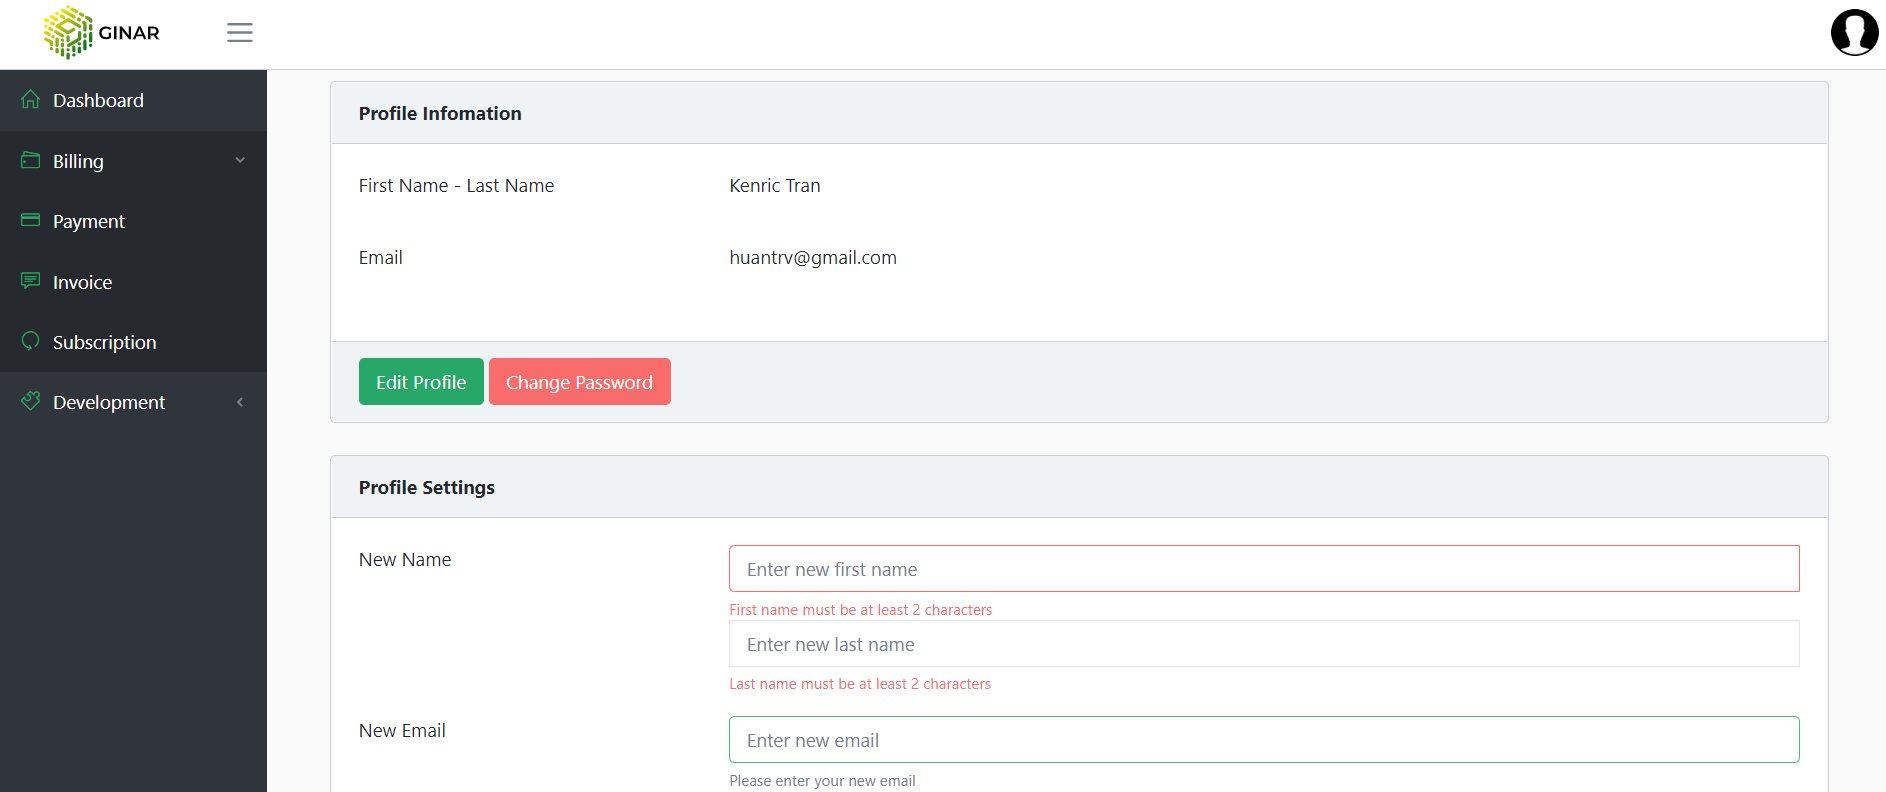 GINAR
Dashboard
Billing
Payment
Invoice
Subscription
Development
Profile Infomation
First Name - Last Name
Kenric Tran
Email
huantrv@gmail.com
Edit Profile
Change Password
Profile Settings
New Name
Enter new first name
First name must be at least 2 characters
Enter new last name
Last name must be at least 2 characters
New Email
Enter new email
Please enter your new email